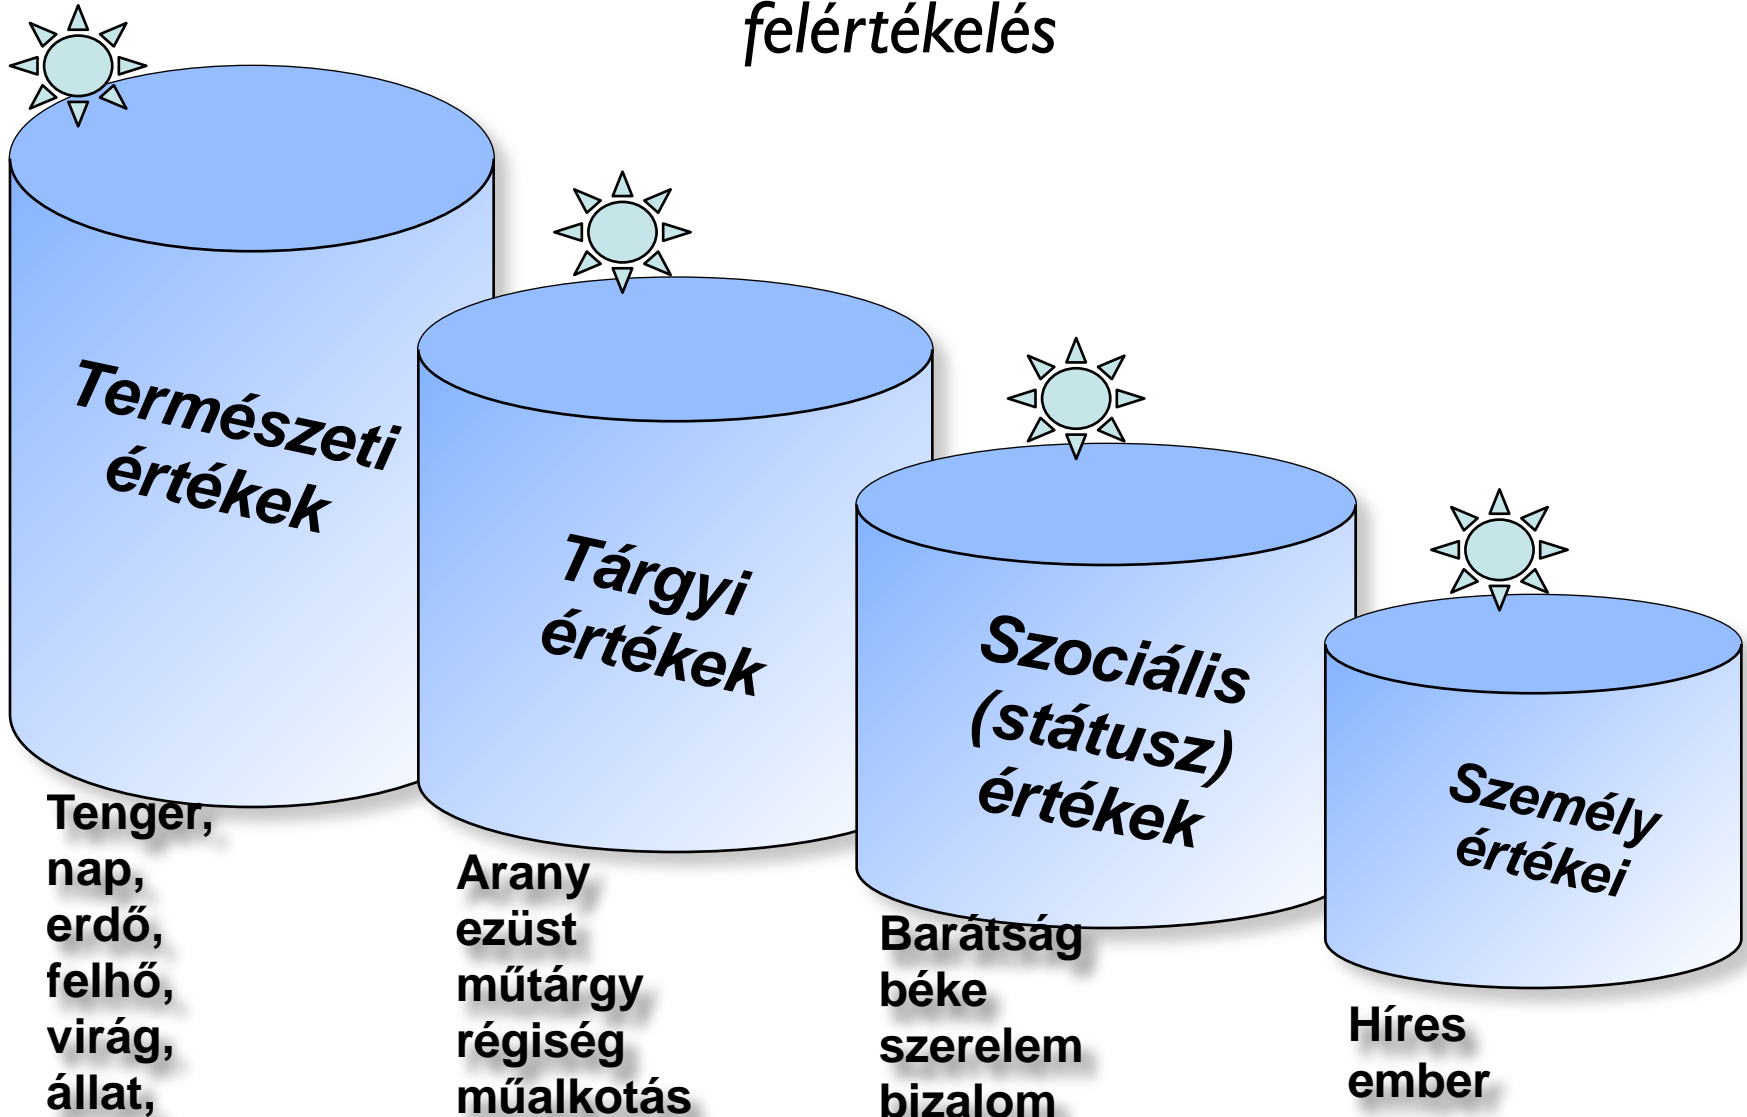 felértékelés
Természeti
értékek
Tárgyi
értékek
Szociális
(státusz)
értékek
Személy
értékei
Tenger,
nap,
erdő,
felhő,
virág,
állat,
Arany
ezüst
műtárgy
régiség
műalkotás
Barátság
béke
szerelem
bizalom
Híres
ember